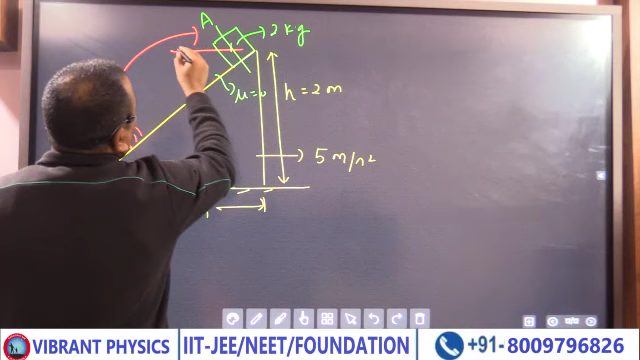 A
2 kg
μ = 0
h = 2 m
5 m/s²
VIBRANT PHYSICS
IIT-JEE/NEET/FOUNDATION
+91-8009796826